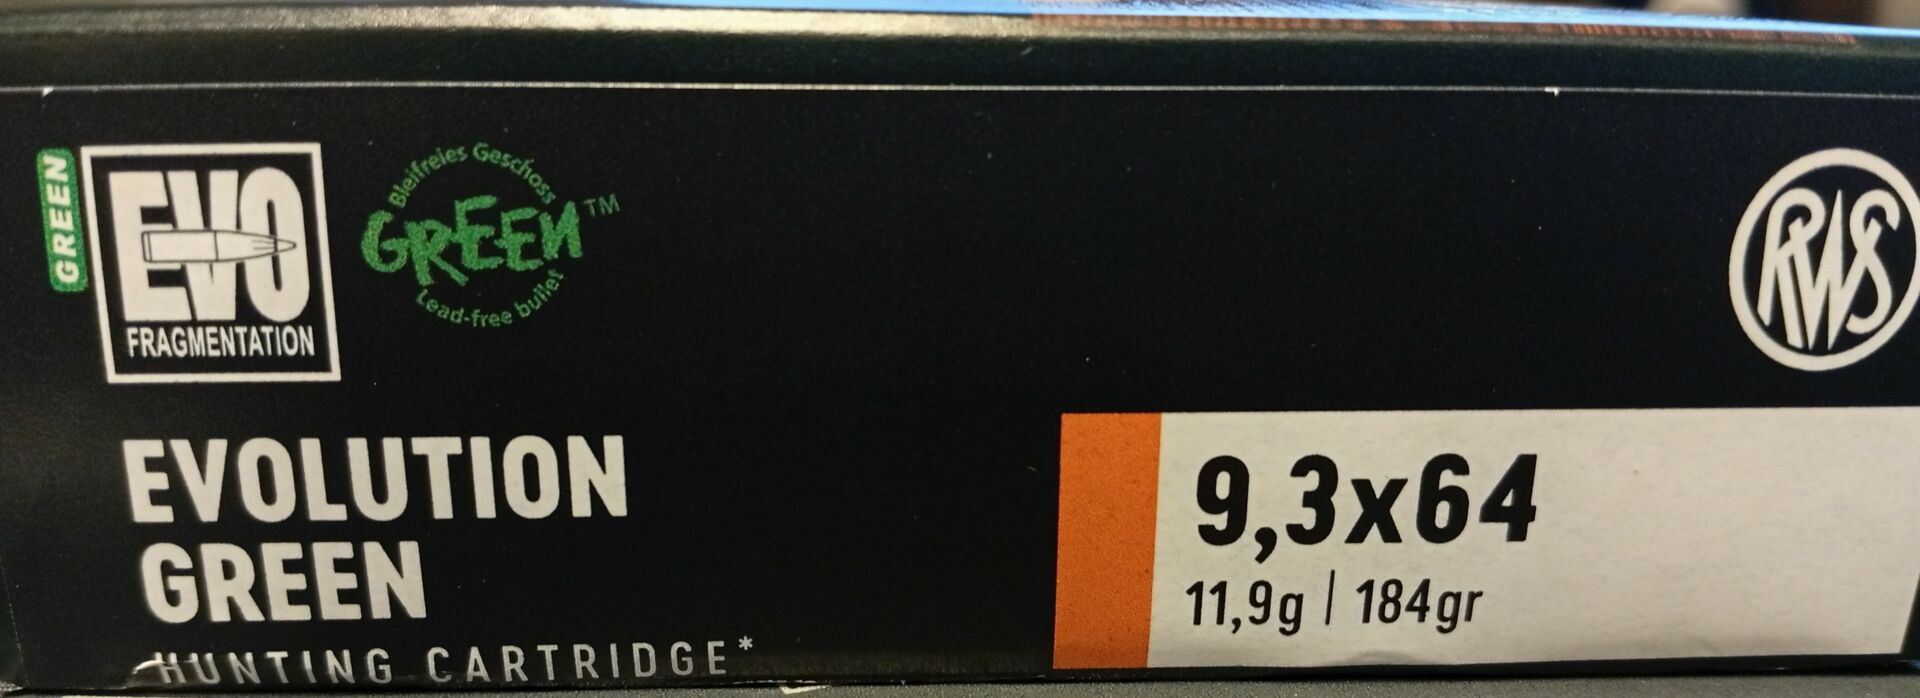 GREEN
EVO
FRAGMENTATION
Bleifreies Geschoss
GREEN™
Lead-free bullet
RWS
EVOLUTION
GREEN
HUNTING CARTRIDGE*
9,3x64
11,9g | 184gr